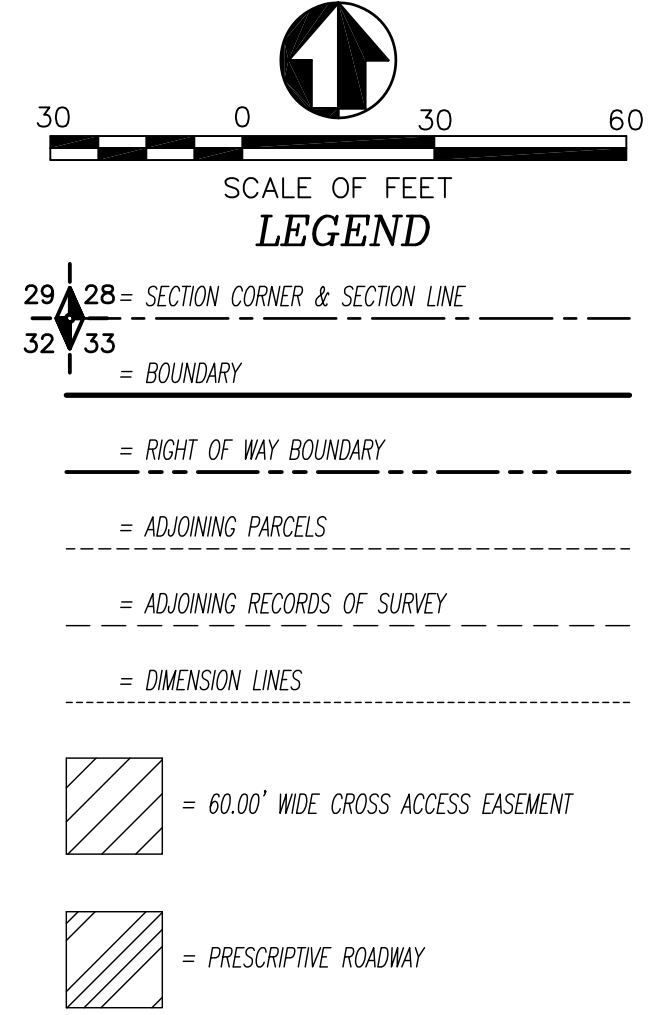 30 0 30 60
SCALE OF FEET
LEGEND
29 28 = SECTION CORNER & SECTION LINE
32 33
= BOUNDARY
= RIGHT OF WAY BOUNDARY
= ADJOINING PARCELS
= ADJOINING RECORDS OF SURVEY
= DIMENSION LINES
= 60.00' WIDE CROSS ACCESS EASEMENT
= PRESCRIPTIVE ROADWAY